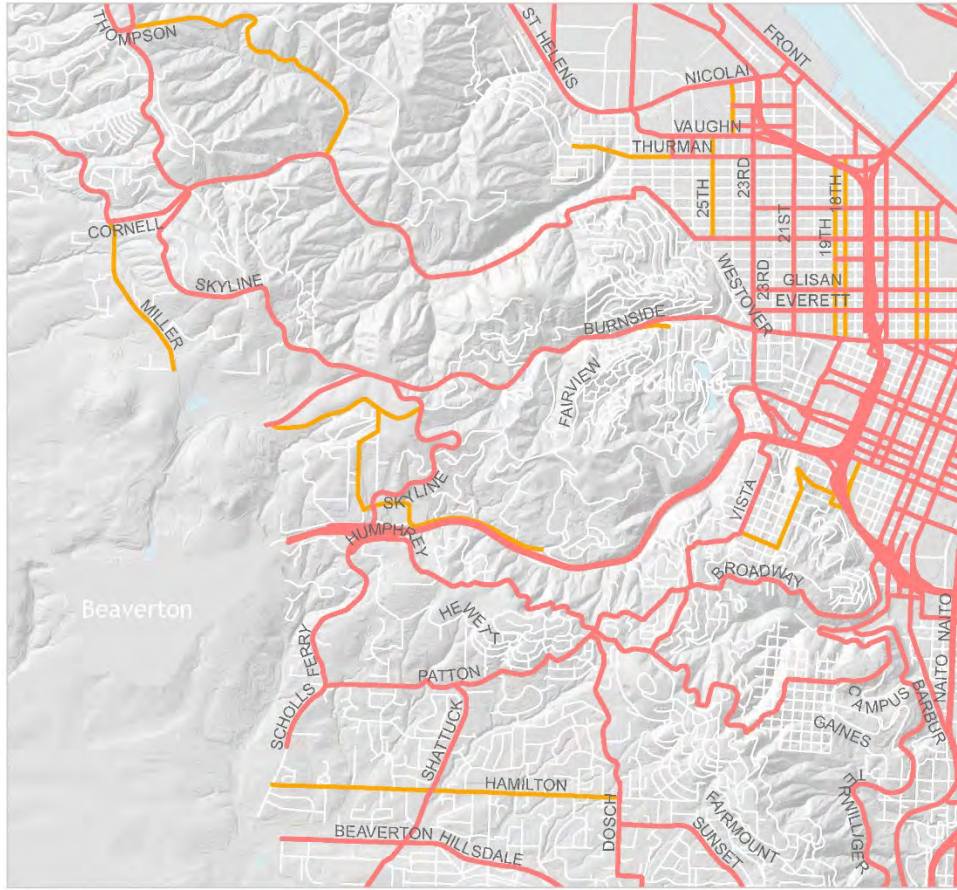 THOMPSON
ST HELENS
FRONT
NICOLAI
VAUGHN
THURMAN
25TH
23RD
18TH
21ST
19TH
CORNELL
SKYLINE
WESTOVER
23RD
GLISAN
EVERETT
MILLER
BURNSIDE
FAIRVIEW
Portland
SKYLINE
VISTA
HUMPHREY
BROADWAY
Beaverton
HEWETT
NAITO
NAITO
SCHOLLS FERRY
PATTON
CAMPUS
BARBUR
GAINES
SHATTUCK
HAMILTON
TERWILLIGER
DOSCH
FAIRMOUNT
SUNSET
BEAVERTON HILLSDALE